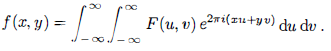 f(x, y) = ∫_{-∞}^{∞} ∫_{-∞}^{∞} F(u, v) e^{2πi(xu+yv)} du dv .